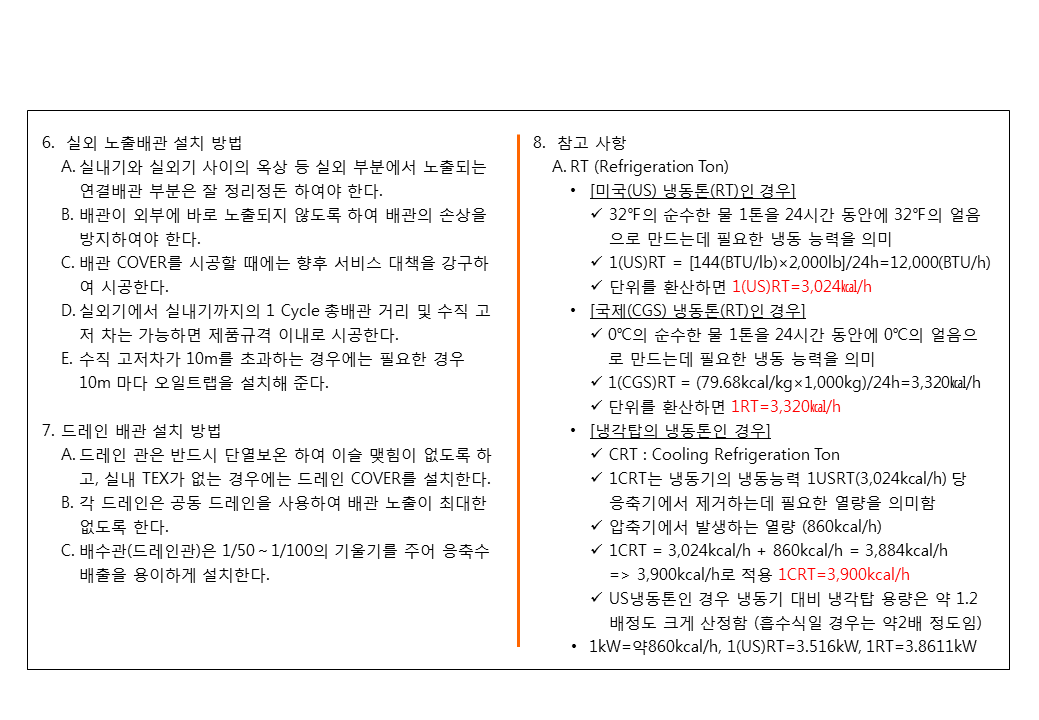 6. 실외 노출배관 설치 방법
A. 실내기와 실외기 사이의 옥상 등 실외 부분에서 노출되는
연결배관 부분은 잘 정리정돈 하여야 한다.
B. 배관이 외부에 바로 노출되지 않도록 하여 배관의 손상을
방지하여야 한다.
C. 배관 COVER를 시공할 때에는 향후 서비스 대책을 강구하
여 시공한다.
D. 실외기에서 실내기까지의 1 Cycle 총배관 거리 및 수직 고
저 차는 가능하면 제품규격 이내로 시공한다.
E. 수직 고저차가 10m를 초과하는 경우에는 필요한 경우
10m 마다 오일트랩을 설치해 준다.
7. 드레인 배관 설치 방법
A. 드레인 관은 반드시 단열보온 하여 이슬 맺힘이 없도록 하
고, 실내 TEX가 없는 경우에는 드레인 COVER를 설치한다.
B. 각 드레인은 공동 드레인을 사용하여 배관 노출이 최대한
없도록 한다.
C. 배수관(드레인관)은 1/50 ~ 1/100의 기울기를 주어 응축수
배출을 용이하게 설치한다.
8. 참고 사항
A. RT (Refrigeration Ton)
• [미국(US) 냉동톤(RT)인 경우]
✓ 32℉의 순수한 물 1톤을 24시간 동안에 32℉의 얼음
으로 만드는데 필요한 냉동 능력을 의미
✓ 1(US)RT = [144(BTU/lb)×2,000lb]/24h=12,000(BTU/h)
✓ 단위를 환산하면 1(US)RT=3,024㎉/h
• [국제(CGS) 냉동톤(RT)인 경우]
✓ 0℃의 순수한 물 1톤을 24시간 동안에 0℃의 얼음으
로 만드는데 필요한 냉동 능력을 의미
✓ 1(CGS)RT = (79.68kcal/kg×1,000kg)/24h=3,320㎉/h
✓ 단위를 환산하면 1RT=3,320㎉/h
• [냉각탑의 냉동톤인 경우]
✓ CRT : Cooling Refrigeration Ton
✓ 1CRT는 냉동기의 냉동능력 1USRT(3,024kcal/h) 당
응축기에서 제거하는데 필요한 열량을 의미함
✓ 압축기에서 발생하는 열량 (860kcal/h)
✓ 1CRT = 3,024kcal/h + 860kcal/h = 3,884kcal/h
=> 3,900kcal/h로 적용 1CRT=3,900kcal/h
✓ US냉동톤인 경우 냉동기 대비 냉각탑 용량은 약 1.2
배정도 크게 산정함 (흡수식일 경우는 약2배 정도임)
• 1kW=약860kcal/h, 1(US)RT=3.516kW, 1RT=3.8611kW